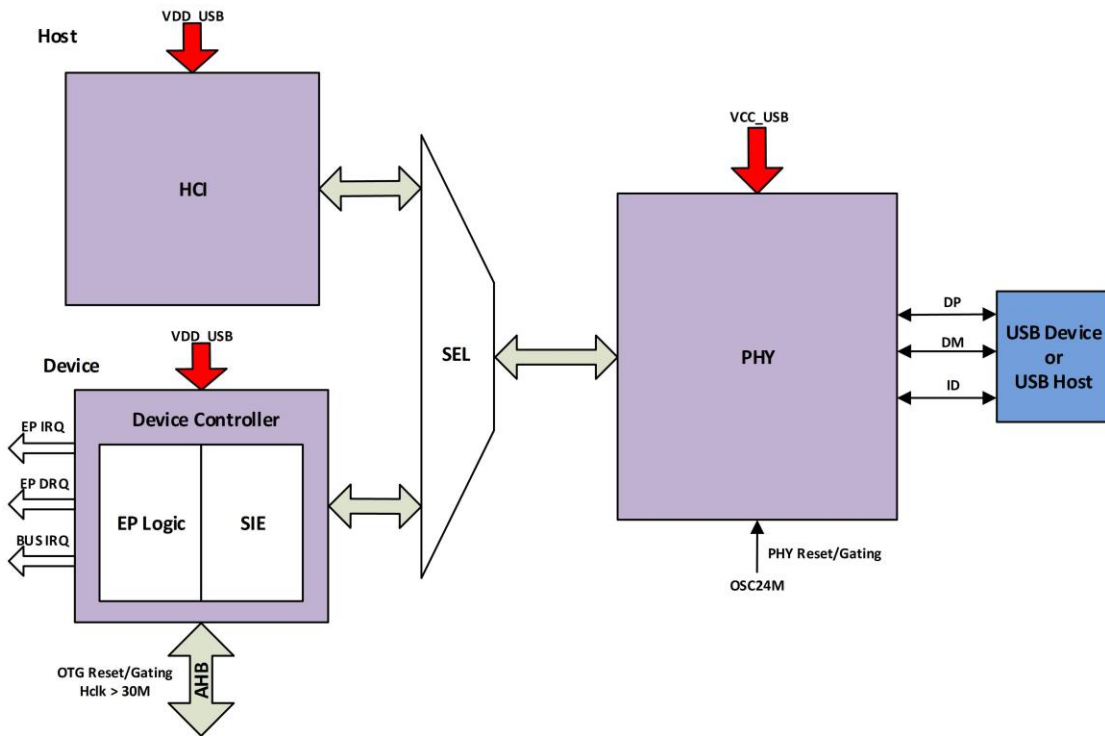 VDD_USB
Host
HCI
VCC_USB
SEL
PHY
DP
DM
ID
USB Device
or
USB Host
VDD_USB
Device
Device Controller
EP IRQ
EP DRQ
BUS IRQ
EP Logic
SIE
PHY Reset/Gating
OSC24M
OTG Reset/Gating
Hclk > 30M
AHB